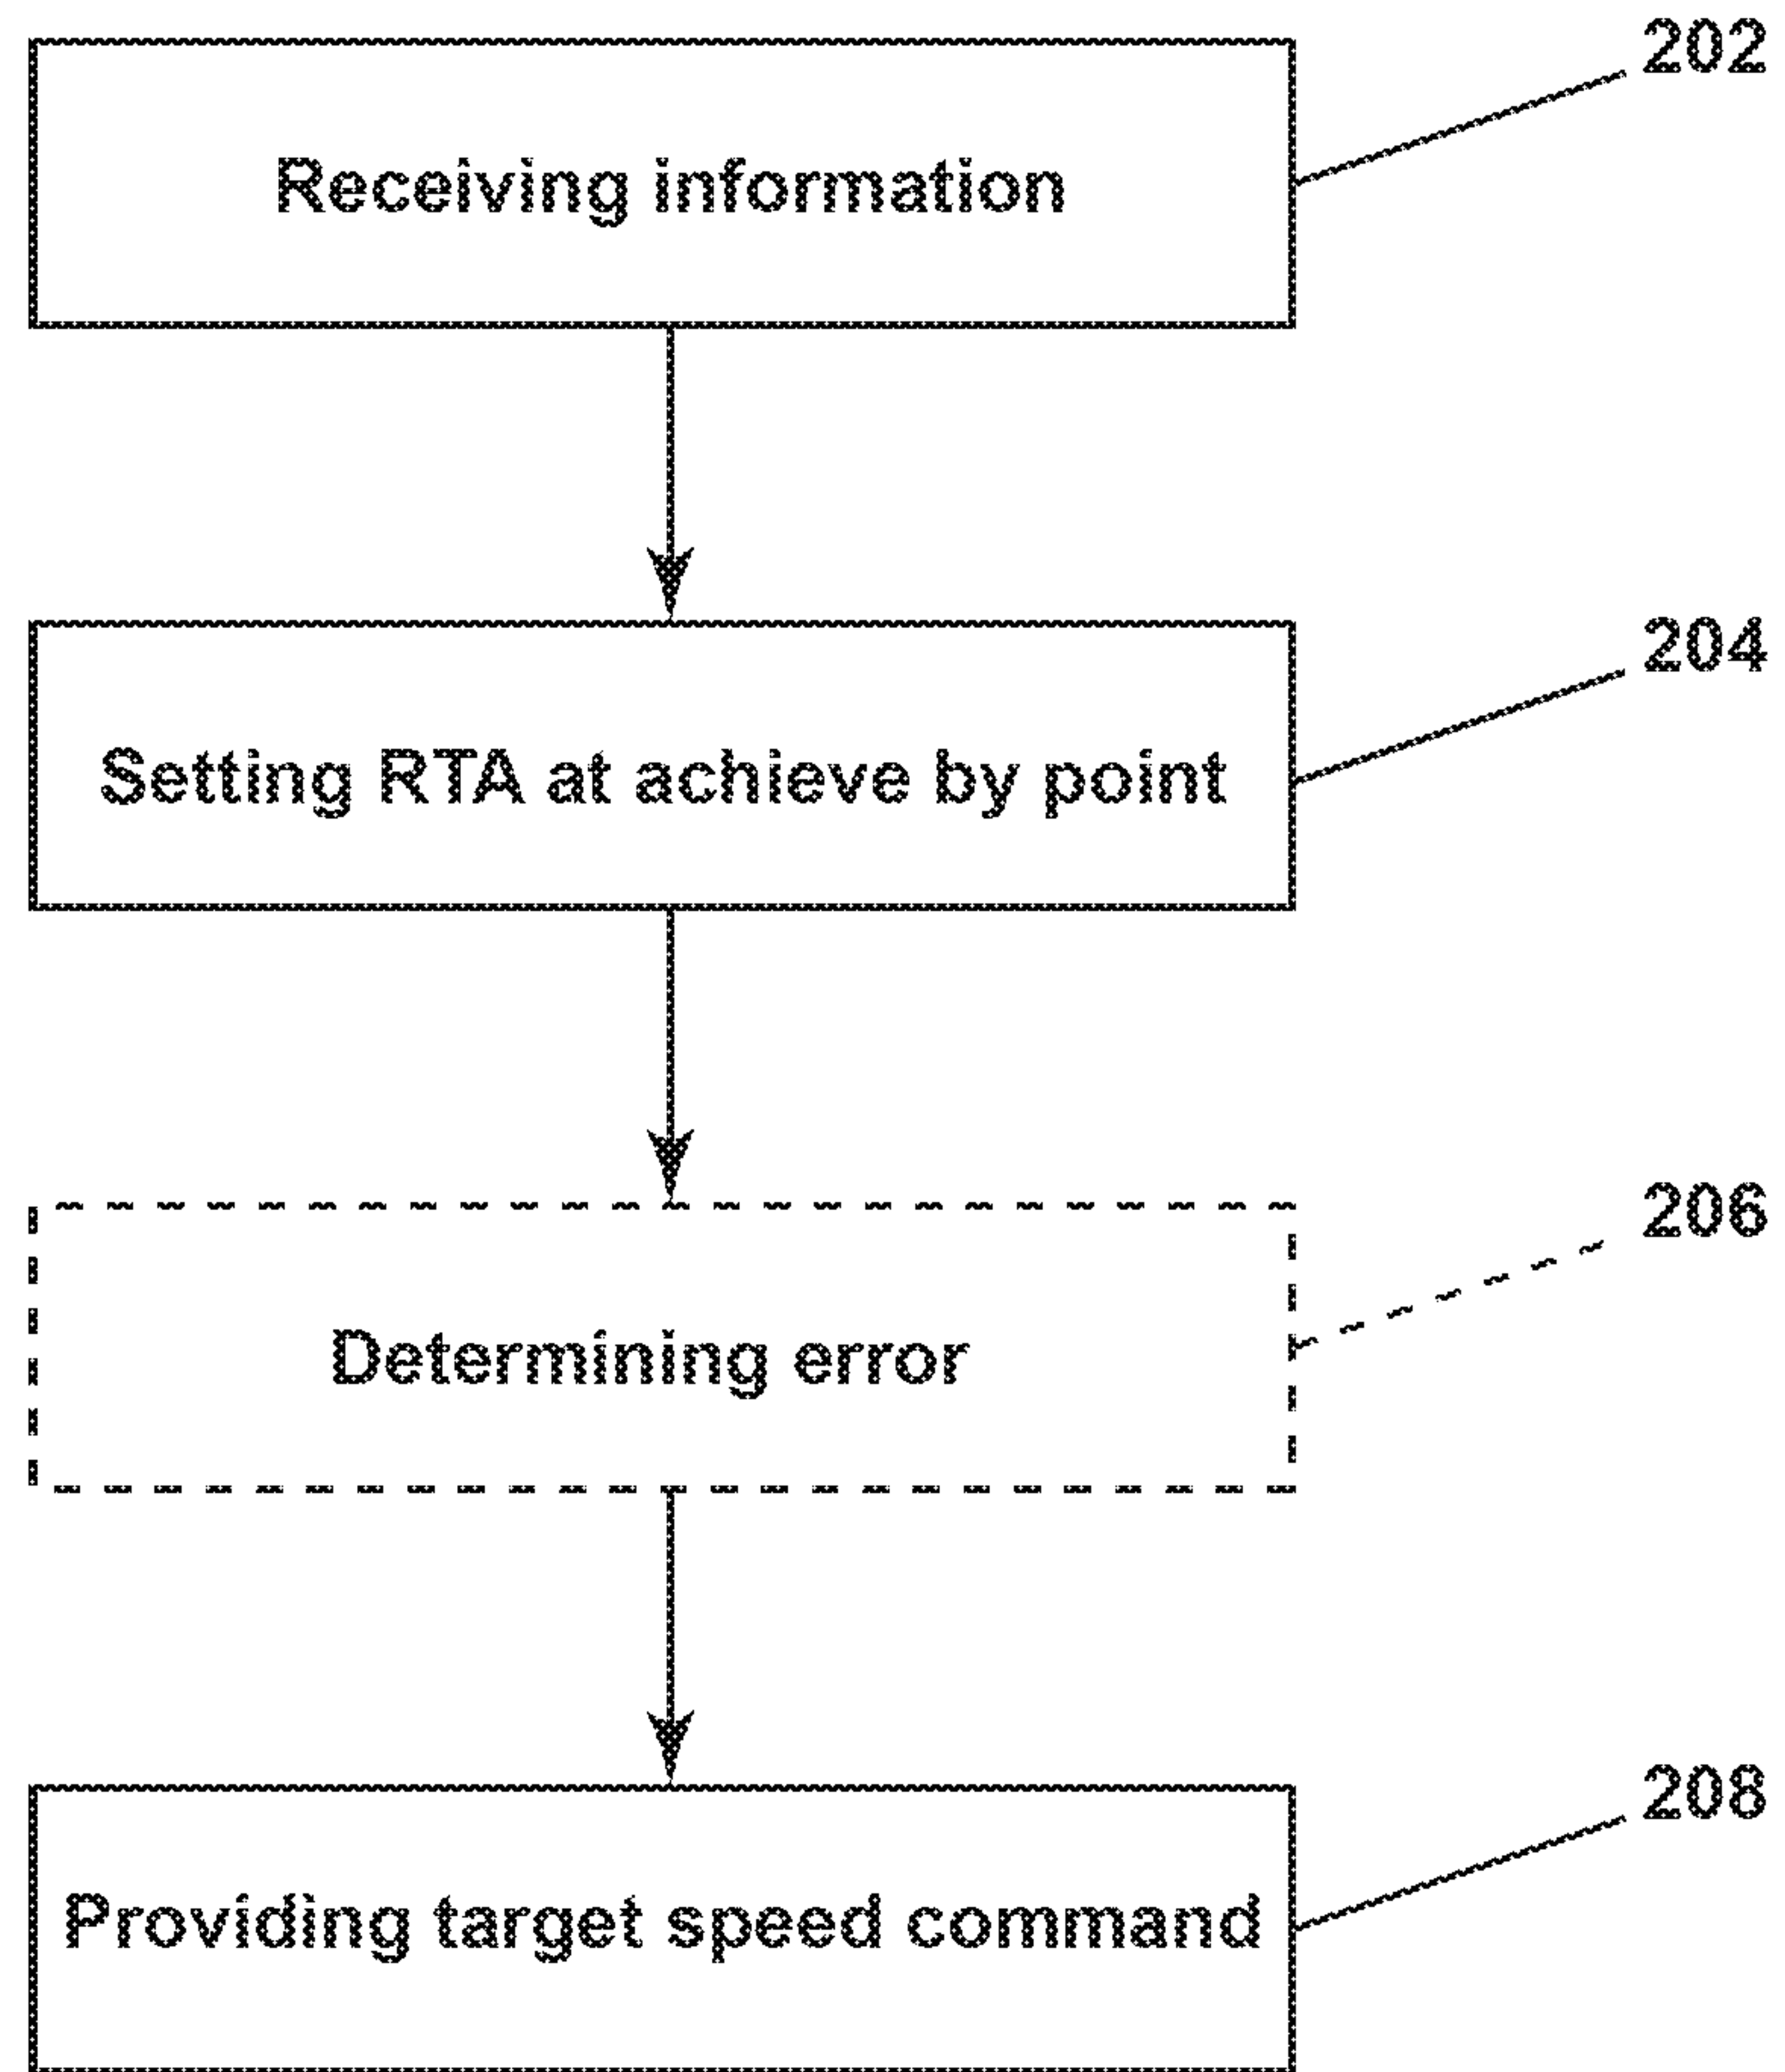 202
Receiving information
204
Setting RTA at achieve by point
206
Determining error
208
Providing target speed command